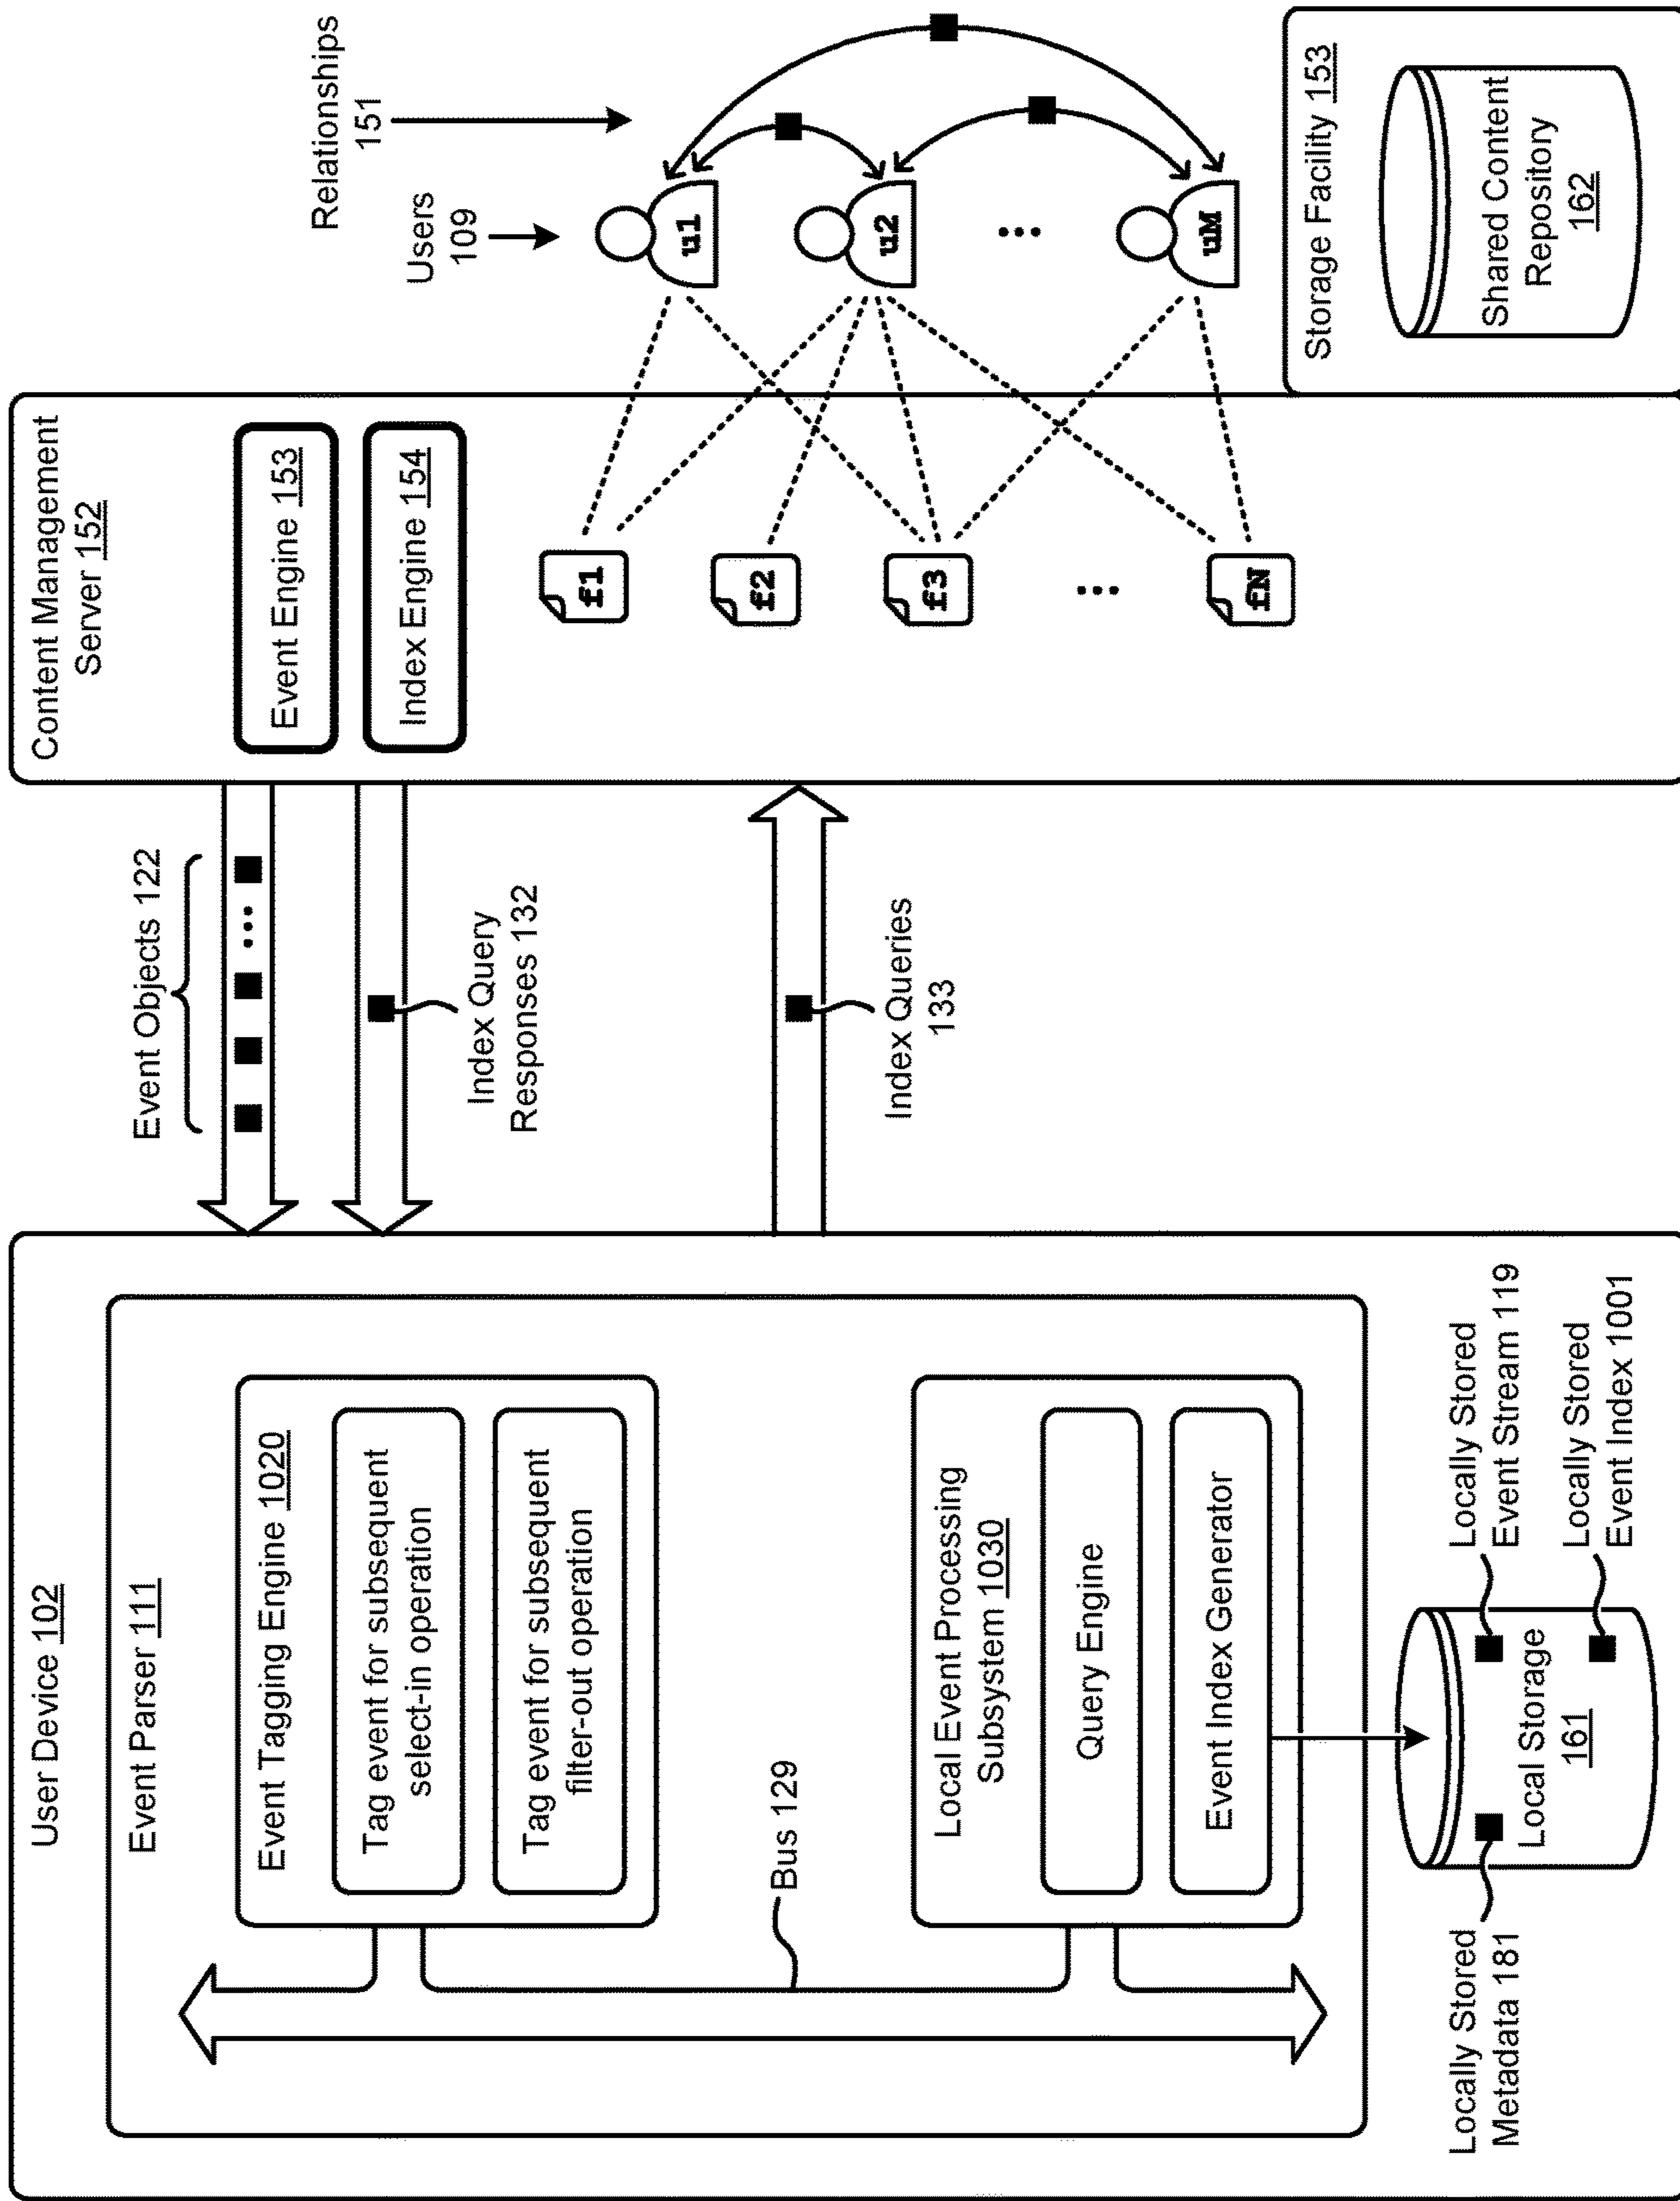 User Device 102
Event Parser 111
Event Tagging Engine 1020
Tag event for subsequent
select-in operation
Tag event for subsequent
filter-out operation
Bus 129
Local Event Processing
Subsystem 1030
Query Engine
Event Index Generator
Locally Stored
Metadata 181
Local Storage
161
Locally Stored
Event Stream 119
Locally Stored
Event Index 1001
Event Objects 122
...
Index Query
Responses 132
Index Queries
133
Content Management
Server 152
Event Engine 153
Index Engine 154
f1
f2
f3
...
fN
Users
109
Relationships
151
u1
u2
...
uM
Storage Facility 153
Shared Content
Repository
162